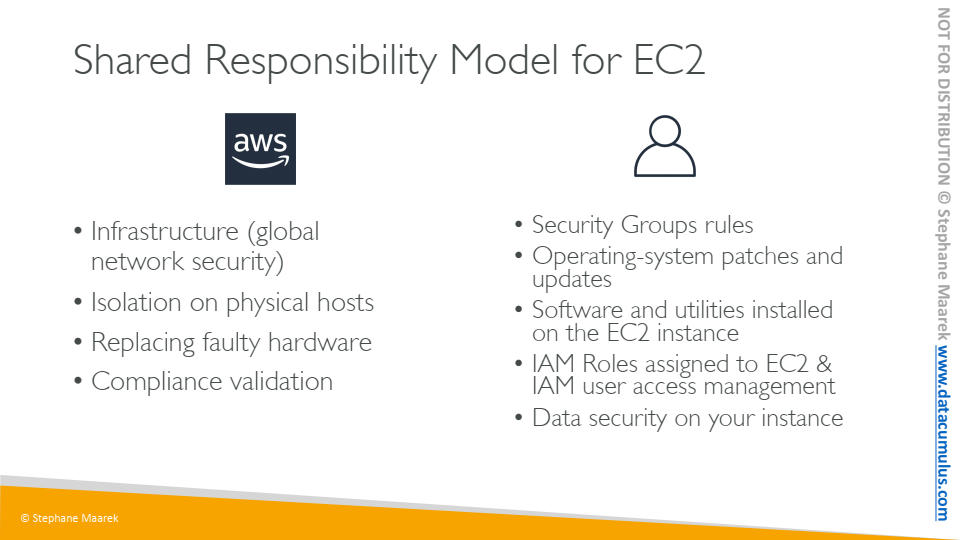 Shared Responsibility Model for EC2
aws
• Infrastructure (global
network security)
• Isolation on physical hosts
• Replacing faulty hardware
• Compliance validation
• Security Groups rules
• Operating-system patches and
updates
• Software and utilities installed
on the EC2 instance
• IAM Roles assigned to EC2 &
IAM user access management
• Data security on your instance
© Stephane Maarek
NOT FOR DISTRIBUTION © Stephane Maarek www.datacumulus.com